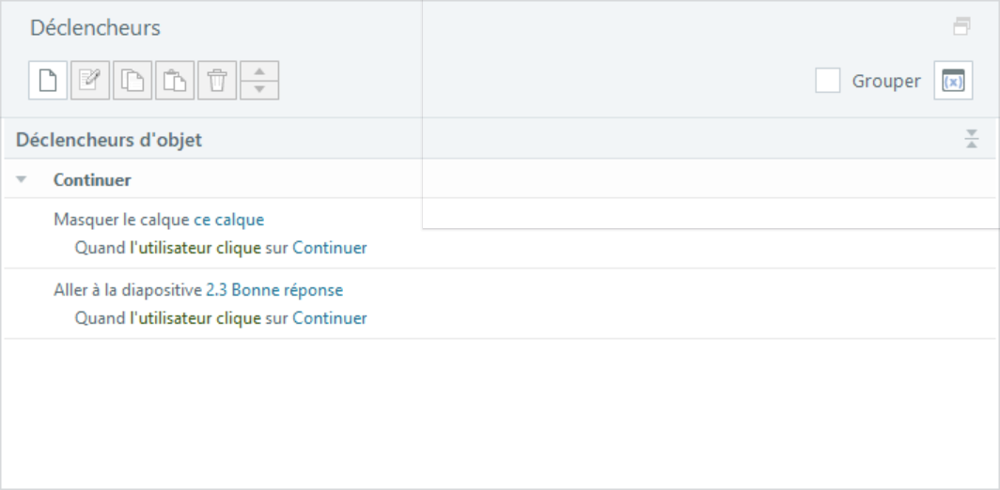 Déclencheurs
Grouper
(x)
Déclencheurs d'objet
Continuer
Masquer le calque ce calque
Quand l'utilisateur clique sur Continuer
Aller à la diapositive 2.3 Bonne réponse
Quand l'utilisateur clique sur Continuer